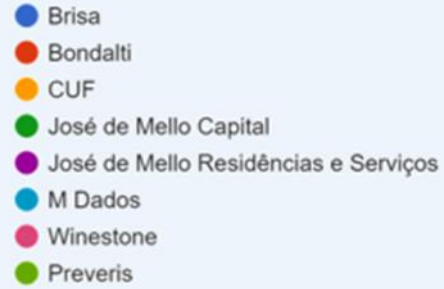 Brisa
Bondalti
CUF
José de Mello Capital
José de Mello Residências e Serviços
M Dados
Winestone
Preveris